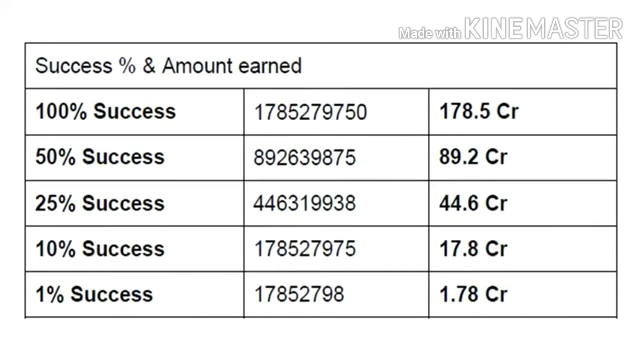 Made with KINEMASTER
Success % & Amount earned
100% Success 1785279750 178.5 Cr
50% Success 892639875 89.2 Cr
25% Success 446319938 44.6 Cr
10% Success 178527975 17.8 Cr
1% Success 17852798 1.78 Cr